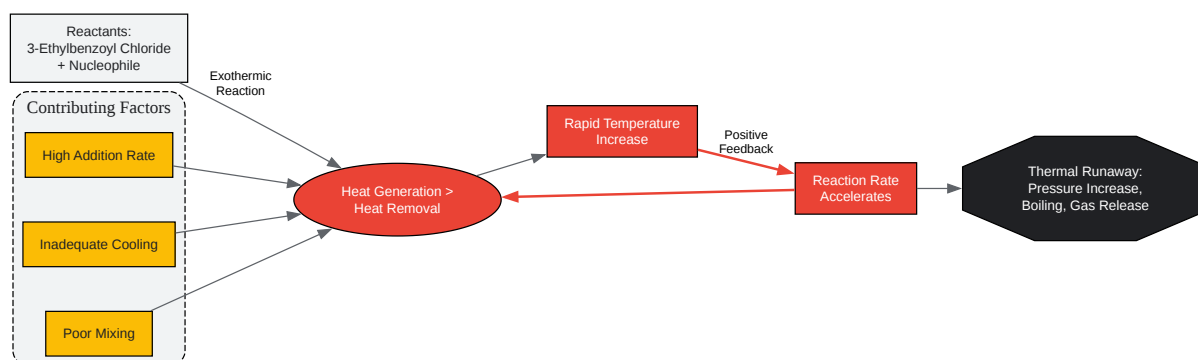 Reactants:
3-Ethylbenzoyl Chloride
+ Nucleophile
Exothermic
Reaction
Contributing Factors
High Addition Rate
Inadequate Cooling
Poor Mixing
Heat Generation >
Heat Removal
Rapid Temperature
Increase
Positive
Feedback
Reaction Rate
Accelerates
Thermal Runaway:
Pressure Increase,
Boiling, Gas Release